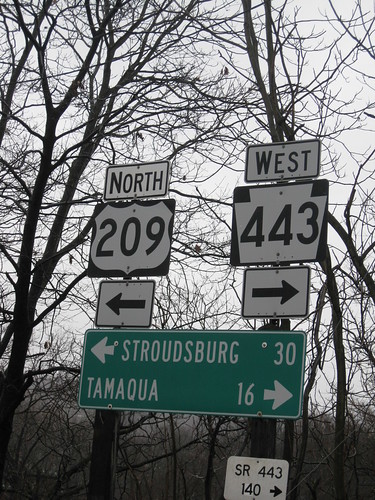 NORTH
209
WEST
443
STROUDSBURG 30
TAMAQUA 16
SR 443
140